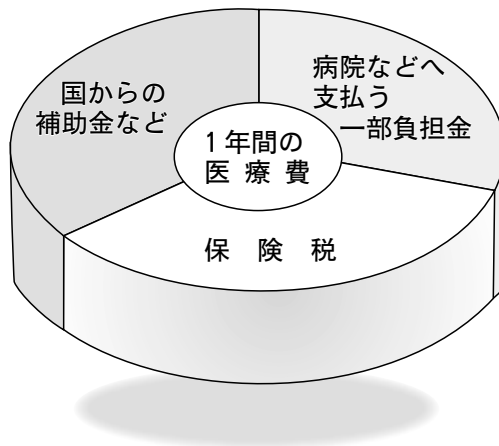 国からの
補助金など
病院などへ
支払う
一部負担金
1年間の
医療費
保険税